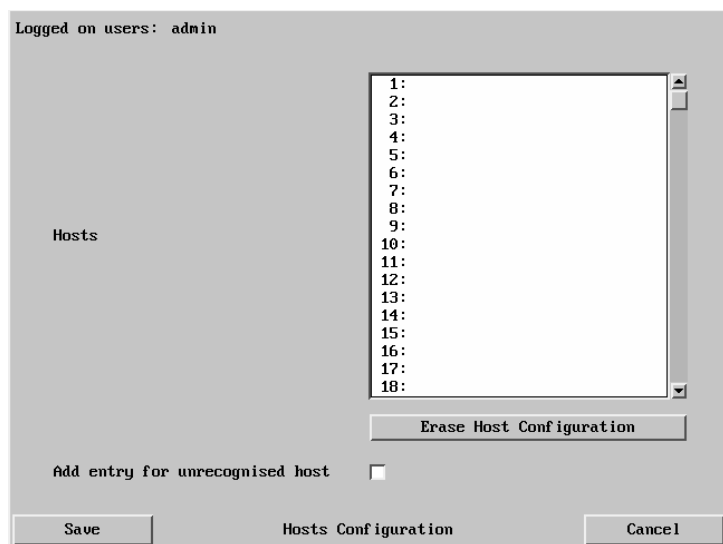 Logged on users: admin
1:
2:
3:
4:
5:
6:
7:
8:
Hosts
9:
10:
11:
12:
13:
14:
15:
16:
17:
18:
Erase Host Configuration
Add entry for unrecognised host
Save
Hosts Configuration
Cancel